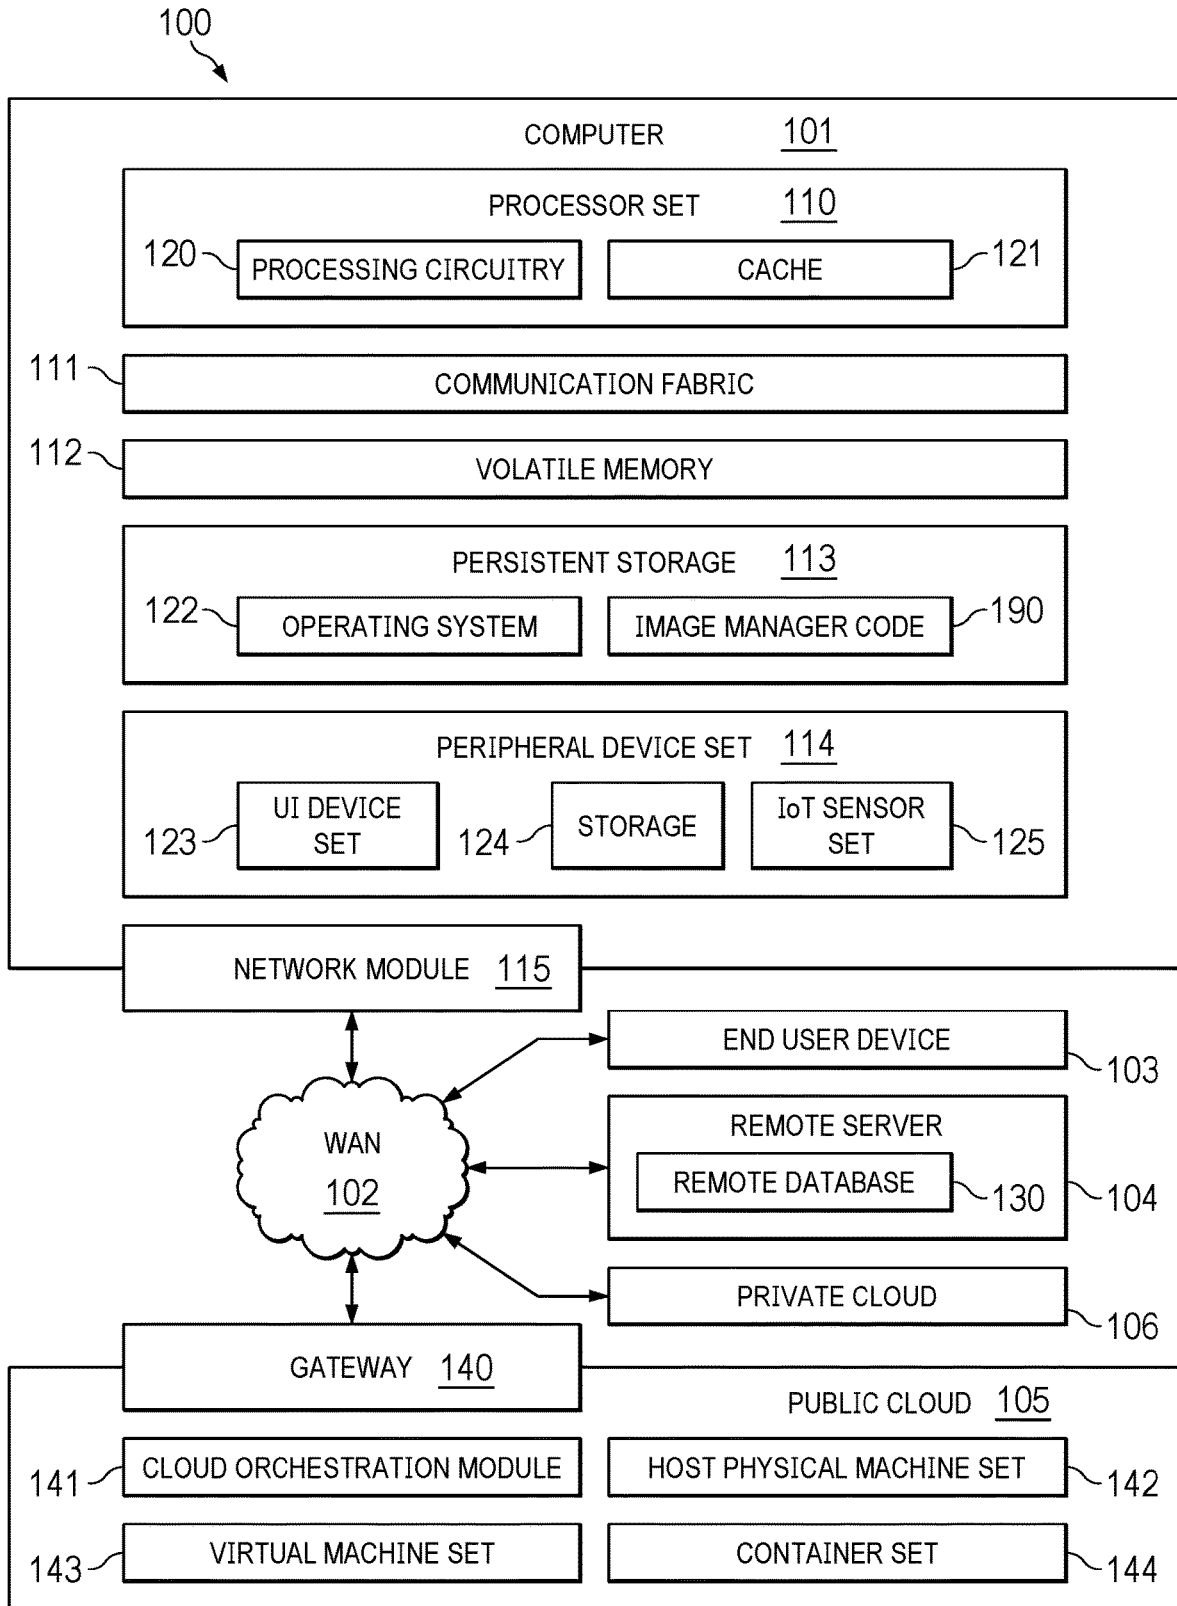 100
COMPUTER 101
PROCESSOR SET 110
120 PROCESSING CIRCUITRY CACHE 121
111 COMMUNICATION FABRIC
112 VOLATILE MEMORY
PERSISTENT STORAGE 113
122 OPERATING SYSTEM IMAGE MANAGER CODE 190
PERIPHERAL DEVICE SET 114
123 UI DEVICE
SET
124 STORAGE
IoT SENSOR
SET 125
NETWORK MODULE 115
END USER DEVICE
103
WAN
102
REMOTE SERVER
REMOTE DATABASE 130 104
PRIVATE CLOUD
106
GATEWAY 140
PUBLIC CLOUD 105
141 CLOUD ORCHESTRATION MODULE HOST PHYSICAL MACHINE SET 142
143 VIRTUAL MACHINE SET CONTAINER SET 144